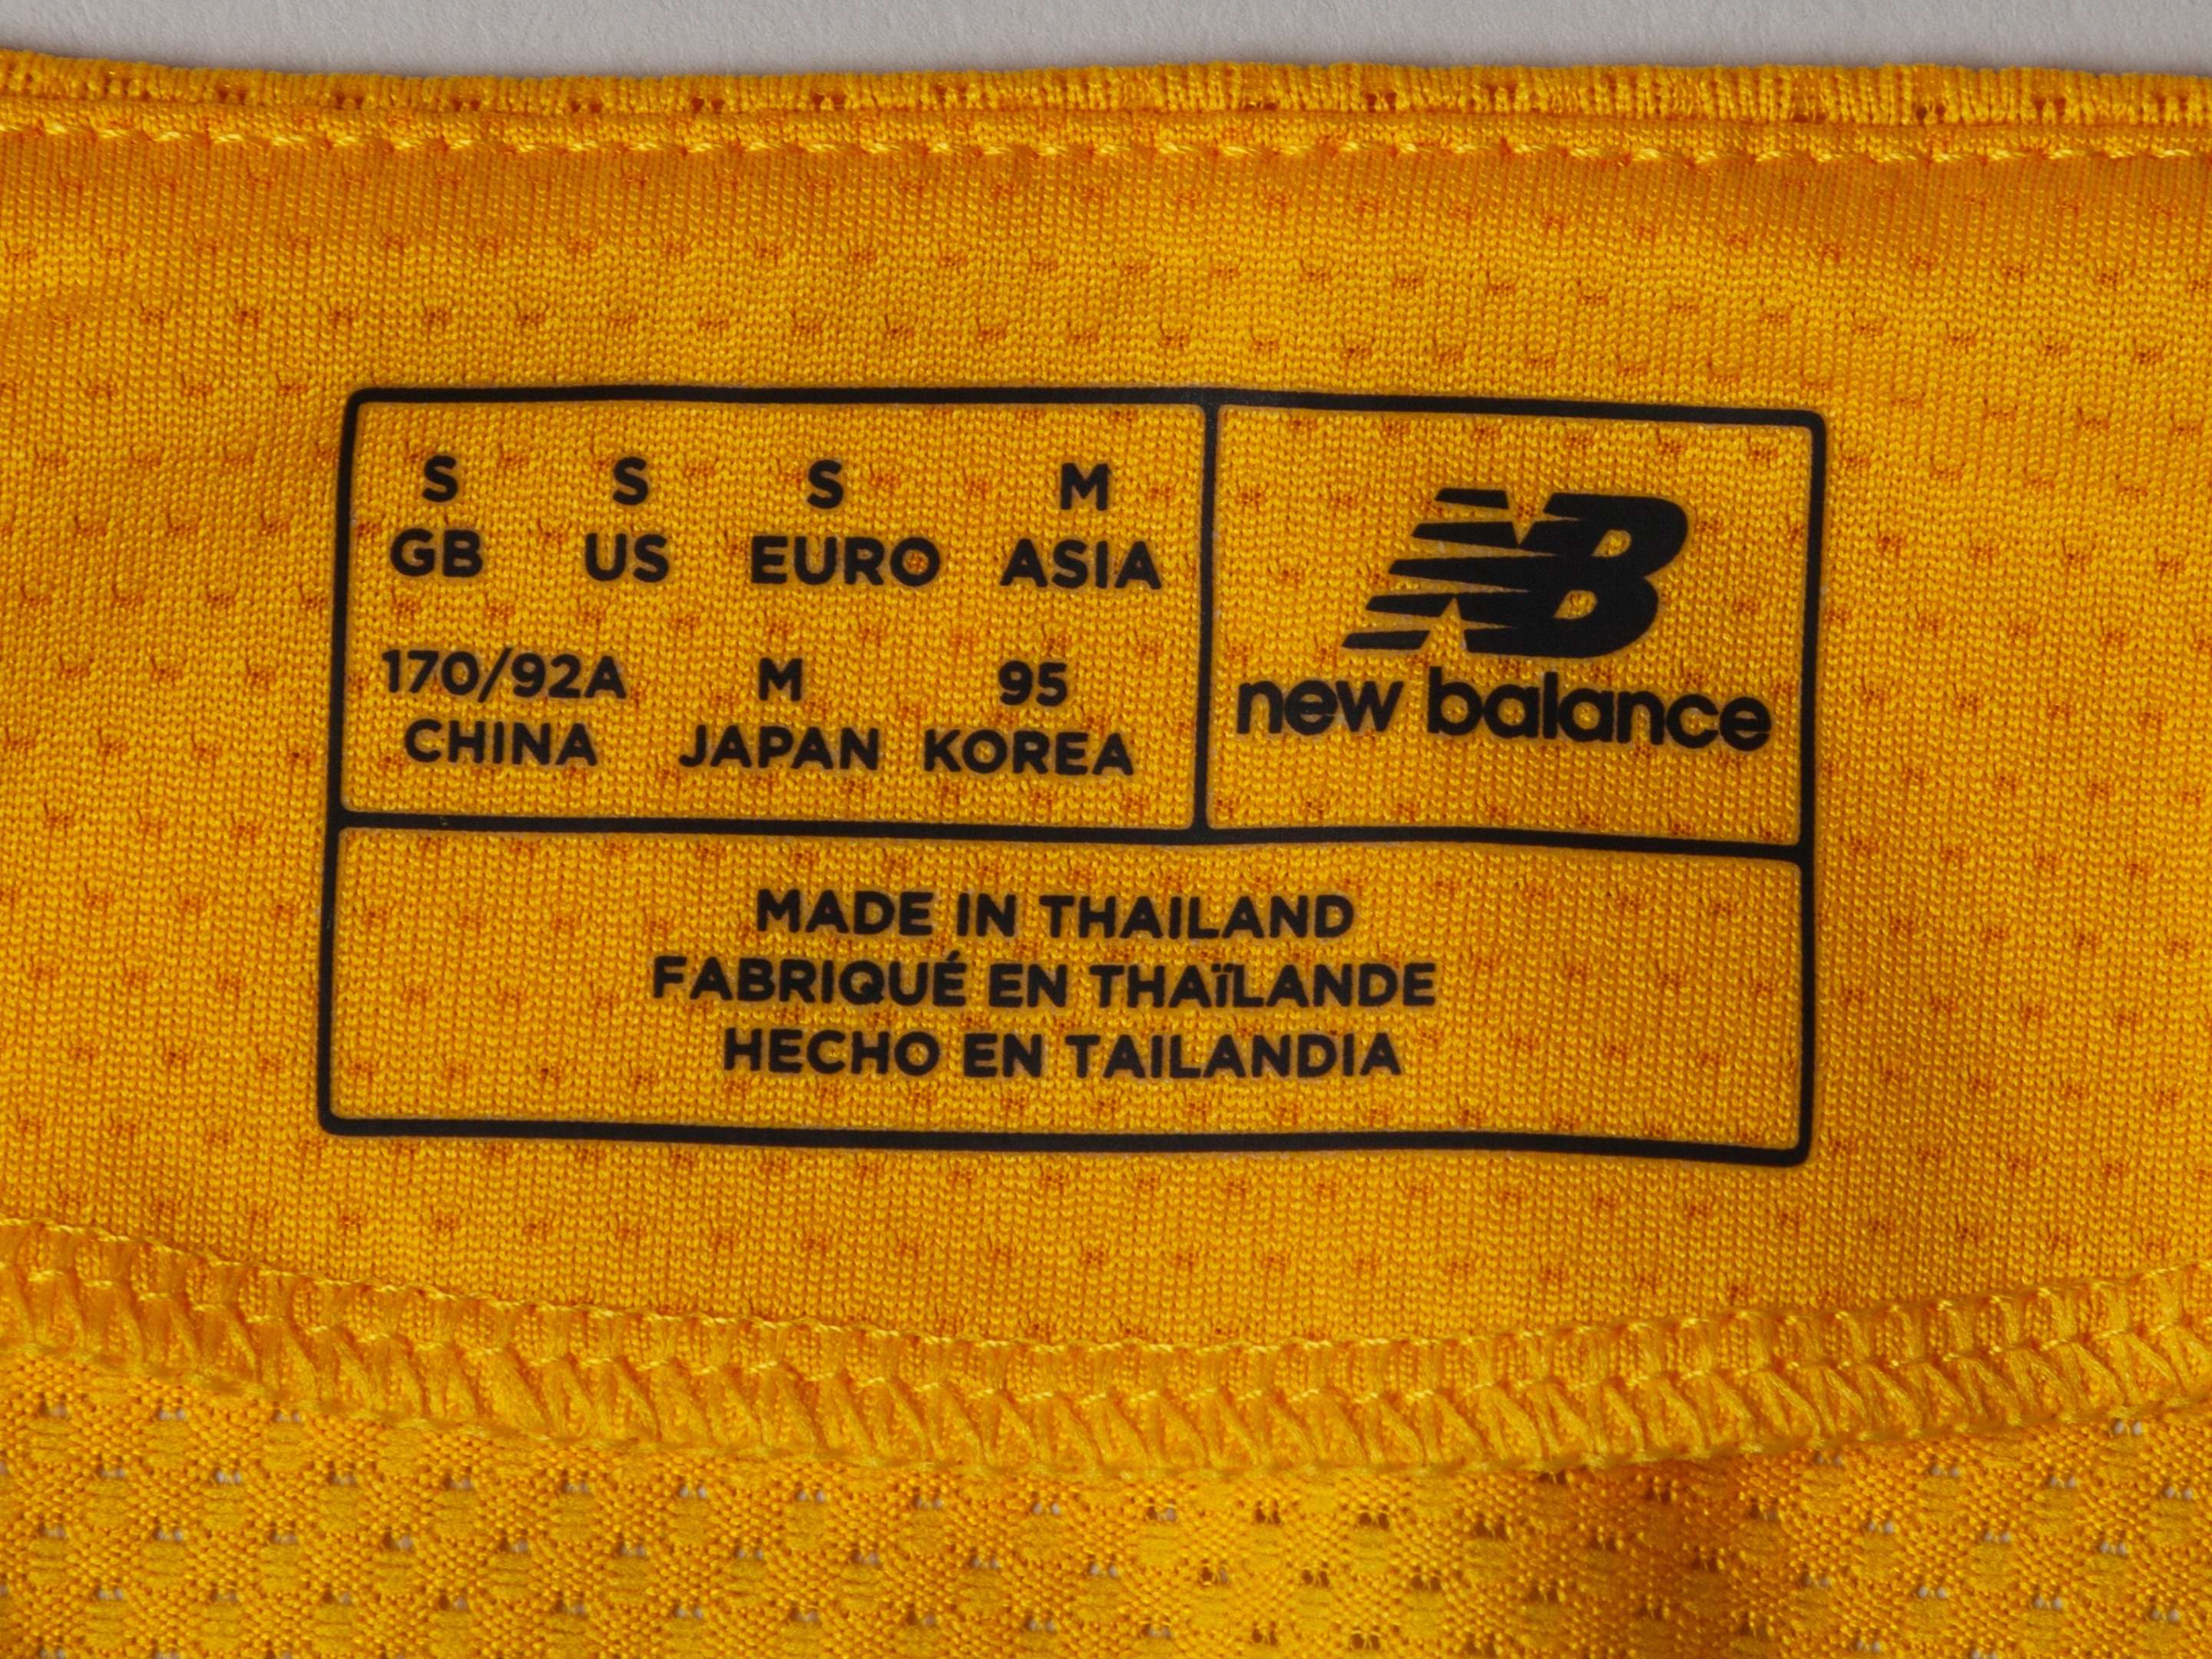 S S S M
GB US EURO ASIA
170/92A M 95
CHINA JAPAN KOREA
NB
new balance
MADE IN THAILAND
FABRIQUÉ EN THAïLANDE
HECHO EN TAILANDIA